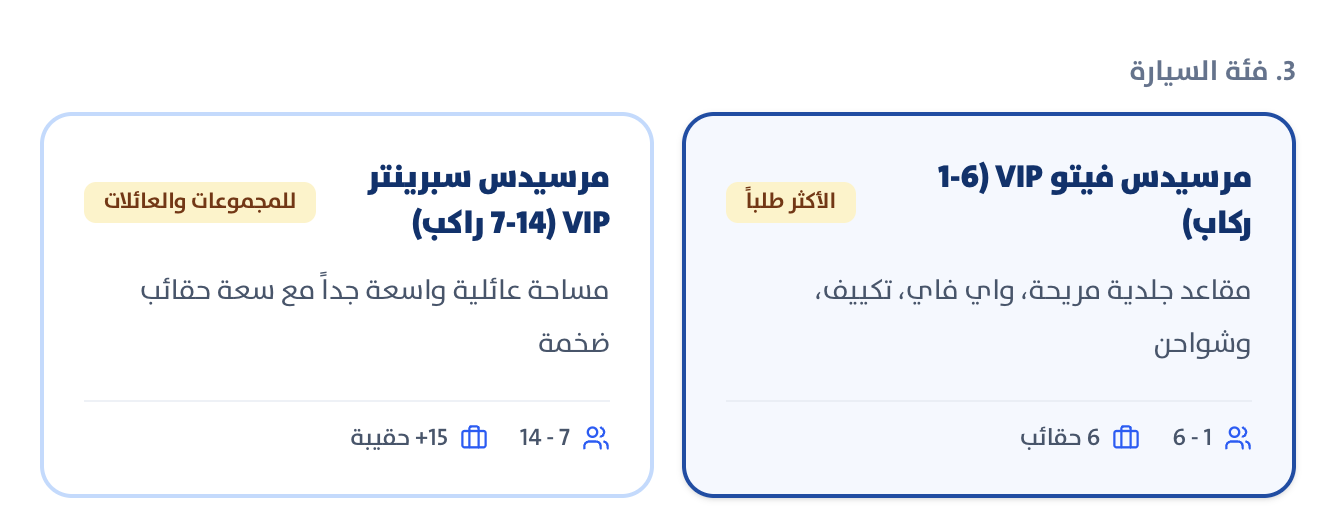 3. فئة السيارة
مرسيدس فيتو VIP (1-6
ركاب)
الأكثر طلباً
مقاعد جلدية مريحة، واي فاي، تكييف،
وشواحن
1 - 6
6 حقائب
مرسيدس سبرينتر
VIP (7-14 راكب)
للمجموعات والعائلات
مساحة عائلية واسعة جداً مع سعة حقائب
ضخمة
7 - 14
15+ حقيبة